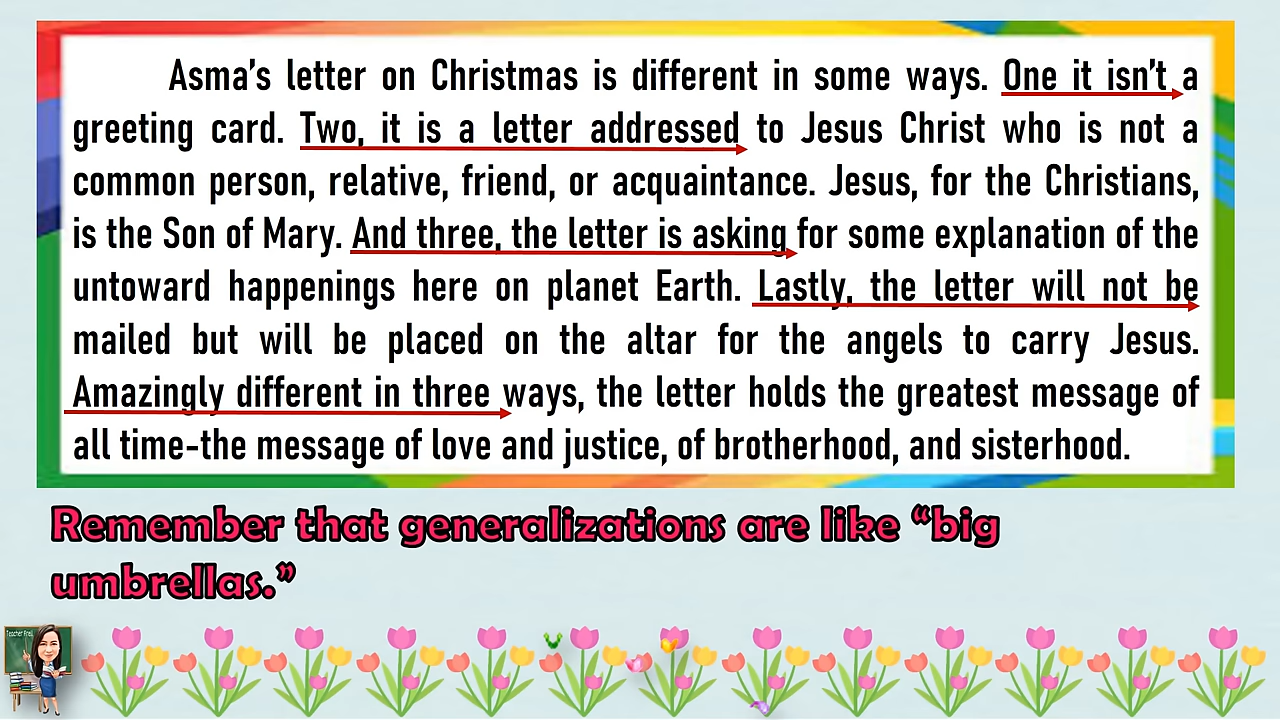 Asma's letter on Christmas is different in some ways. One it isn't a
greeting card. Two, it is a letter addressed to Jesus Christ who is not a
common person, relative, friend, or acquaintance. Jesus, for the Christians,
is the Son of Mary. And three, the letter is asking for some explanation of the
untoward happenings here on planet Earth. Lastly, the letter will not be
mailed but will be placed on the altar for the angels to carry Jesus.
Amazingly different in three ways, the letter holds the greatest message of
all time-the message of love and justice, of brotherhood, and sisterhood.
Remember that generalizations are like “big
umbrellas.”